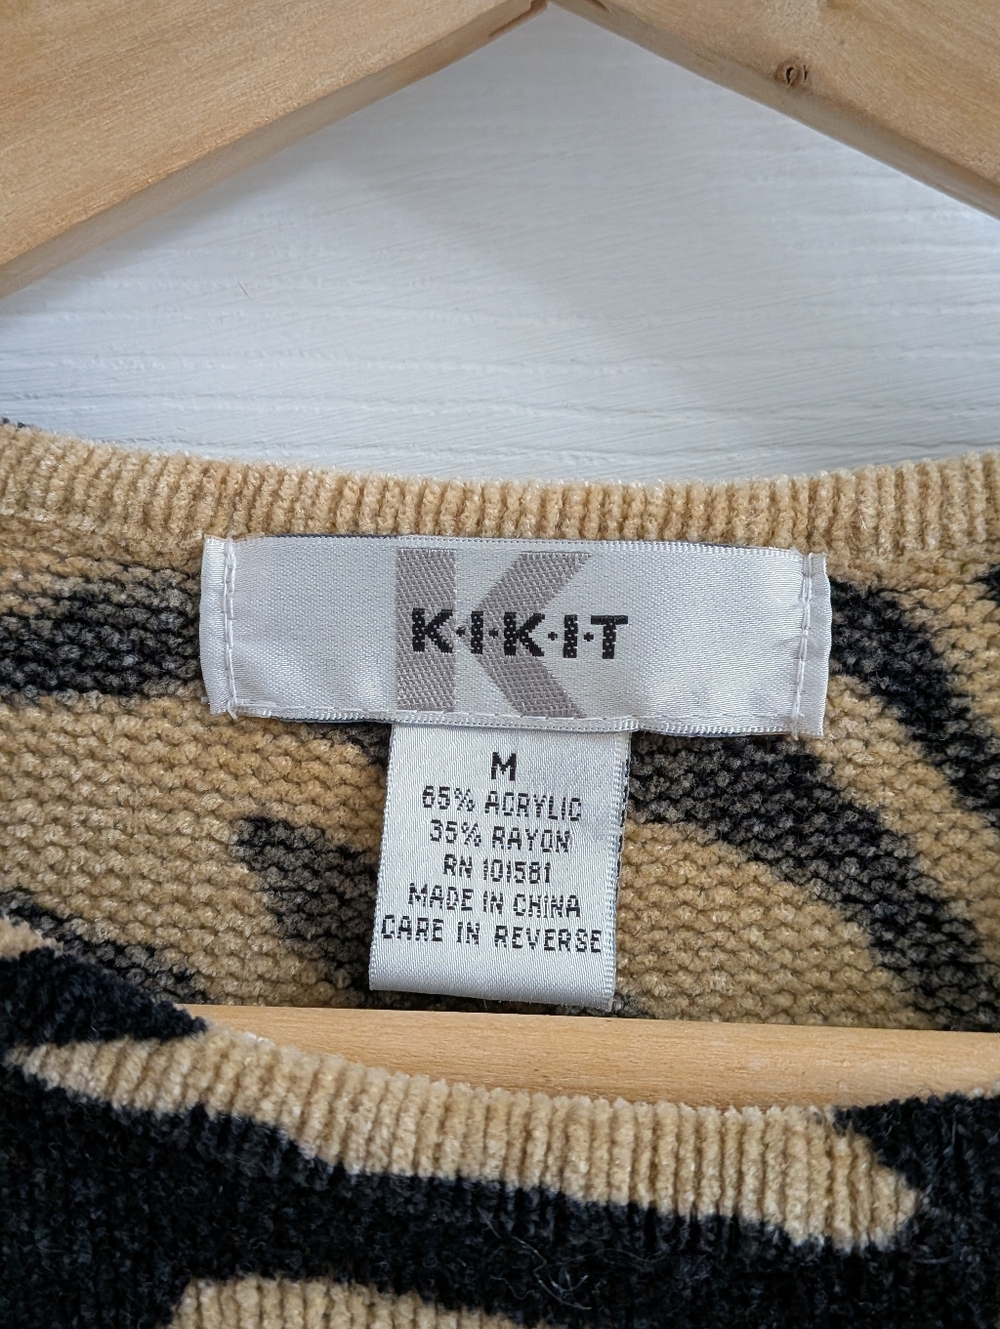 K·I·K·I·T
M
65% ACRYLIC
35% RAYON
RN 101581
MADE IN CHINA
CARE IN REVERSE